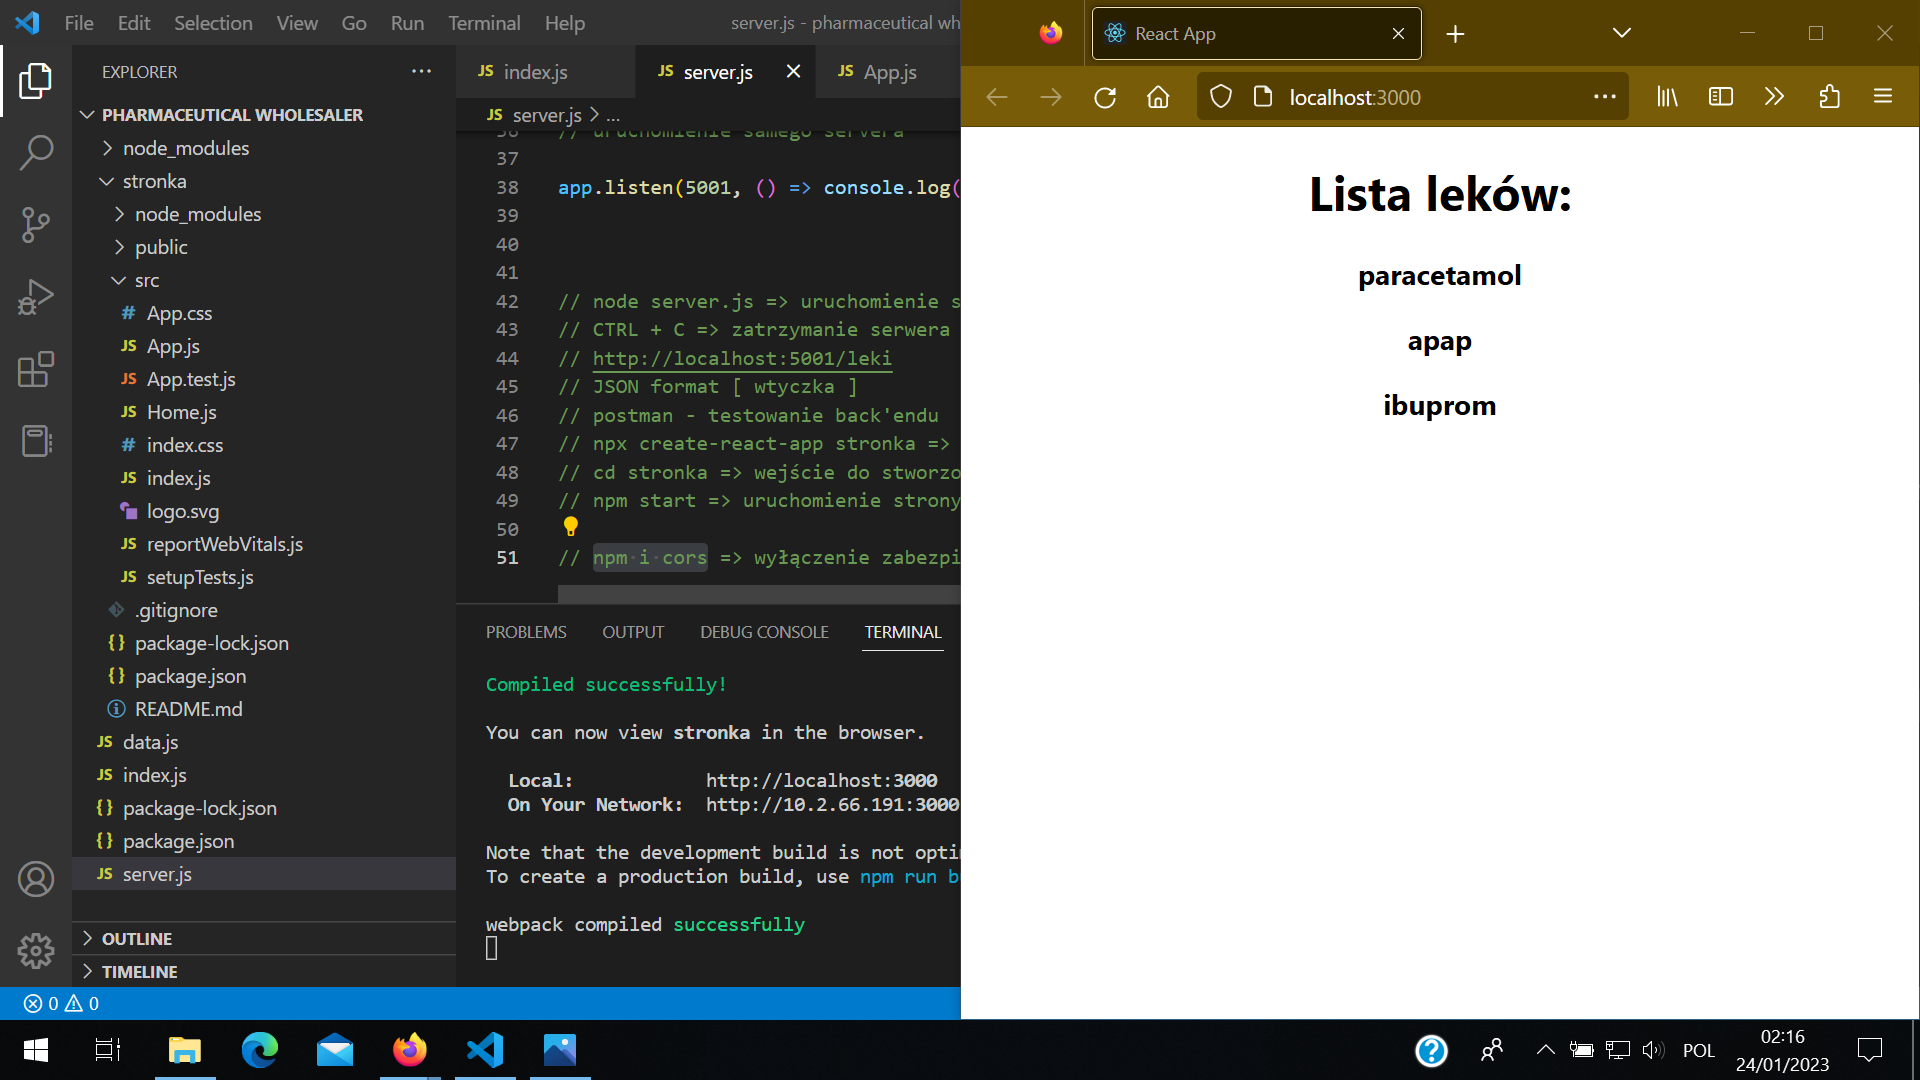 File Edit Selection View Go Run Terminal Help
server.js - pharmaceutical wh
EXPLORER
PHARMACEUTICAL WHOLESALER
node_modules
stronka
node_modules
public
src
# App.css
JS App.js
JS App.test.js
JS Home.js
# index.css
JS index.js
logo.svg
JS reportWebVitals.js
JS setupTests.js
.gitignore
{} package-lock.json
{} package.json
README.md
JS data.js
JS index.js
{} package-lock.json
{} package.json
JS server.js
OUTLINE
TIMELINE
0 0
JS index.js JS server.js JS App.js
JS server.js > ...
36 // uruchomienie samego servera
37
38 app.listen(5001, () => console.log(
39
40
41
42 // node server.js => uruchomienie s
43 // CTRL + C => zatrzymanie serwera
44 // http://localhost:5001/leki
45 // JSON format [ wtyczka ]
46 // postman - testowanie back'endu
47 // npx create-react-app stronka =>
48 // cd stronka => wejście do stworzo
49 // npm start => uruchomienie strony
50
51 // npm i cors => wyłączenie zabezpi
PROBLEMS OUTPUT DEBUG CONSOLE TERMINAL
Compiled successfully!
You can now view stronka in the browser.
Local: http://localhost:3000
On Your Network: http://10.2.66.191:3000
Note that the development build is not opti
To create a production build, use npm run b
webpack compiled successfully
React App
localhost:3000
Lista leków:
paracetamol
apap
ibuprom
POL
02:16
24/01/2023